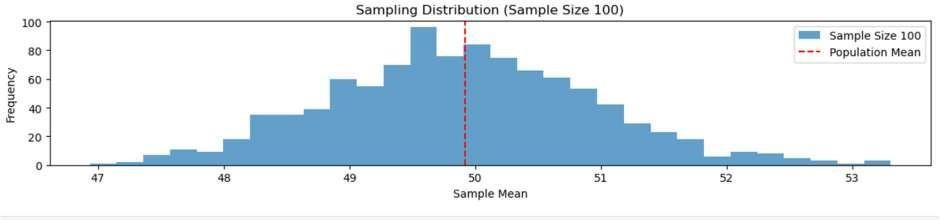 Sampling Distribution (Sample Size 100)
100
80
60
40
20
0
Frequency
Sample Size 100
Population Mean
47 48 49 50 51 52 53
Sample Mean